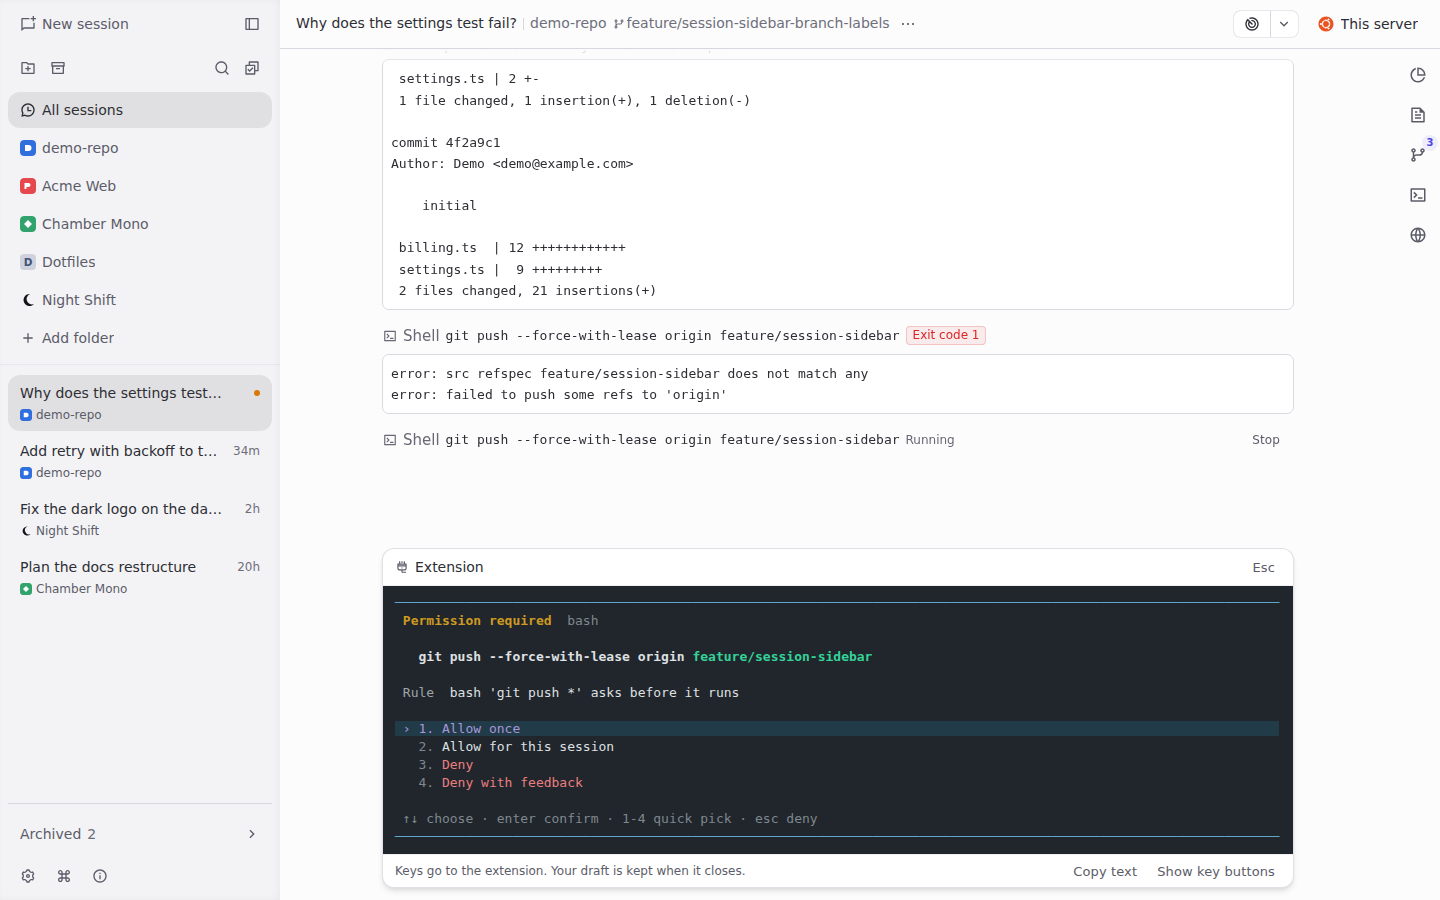 New session
All sessions
demo-repo
Acme Web
Chamber Mono
D Dotfiles
Night Shift
Add folder
Why does the settings test…
demo-repo
Add retry with backoff to t… 34m
demo-repo
Fix the dark logo on the da… 2h
Night Shift
Plan the docs restructure 20h
Chamber Mono
Archived 2
Why does the settings test fail? demo-repo feature/session-sidebar-branch-labels ⋯
This server
3
settings.ts | 2 +-
1 file changed, 1 insertion(+), 1 deletion(-)
commit 4f2a9c1
Author: Demo <demo@example.com>
initial
billing.ts  | 12 ++++++++++++
settings.ts |  9 +++++++++
2 files changed, 21 insertions(+)
Shell git push --force-with-lease origin feature/session-sidebar Exit code 1
error: src refspec feature/session-sidebar does not match any
error: failed to push some refs to 'origin'
Shell git push --force-with-lease origin feature/session-sidebar Running Stop
Extension Esc
Permission required bash
git push --force-with-lease origin feature/session-sidebar
Rule bash 'git push *' asks before it runs
› 1. Allow once
2. Allow for this session
3. Deny
4. Deny with feedback
↑↓ choose · enter confirm · 1-4 quick pick · esc deny
Keys go to the extension. Your draft is kept when it closes. Copy text Show key buttons